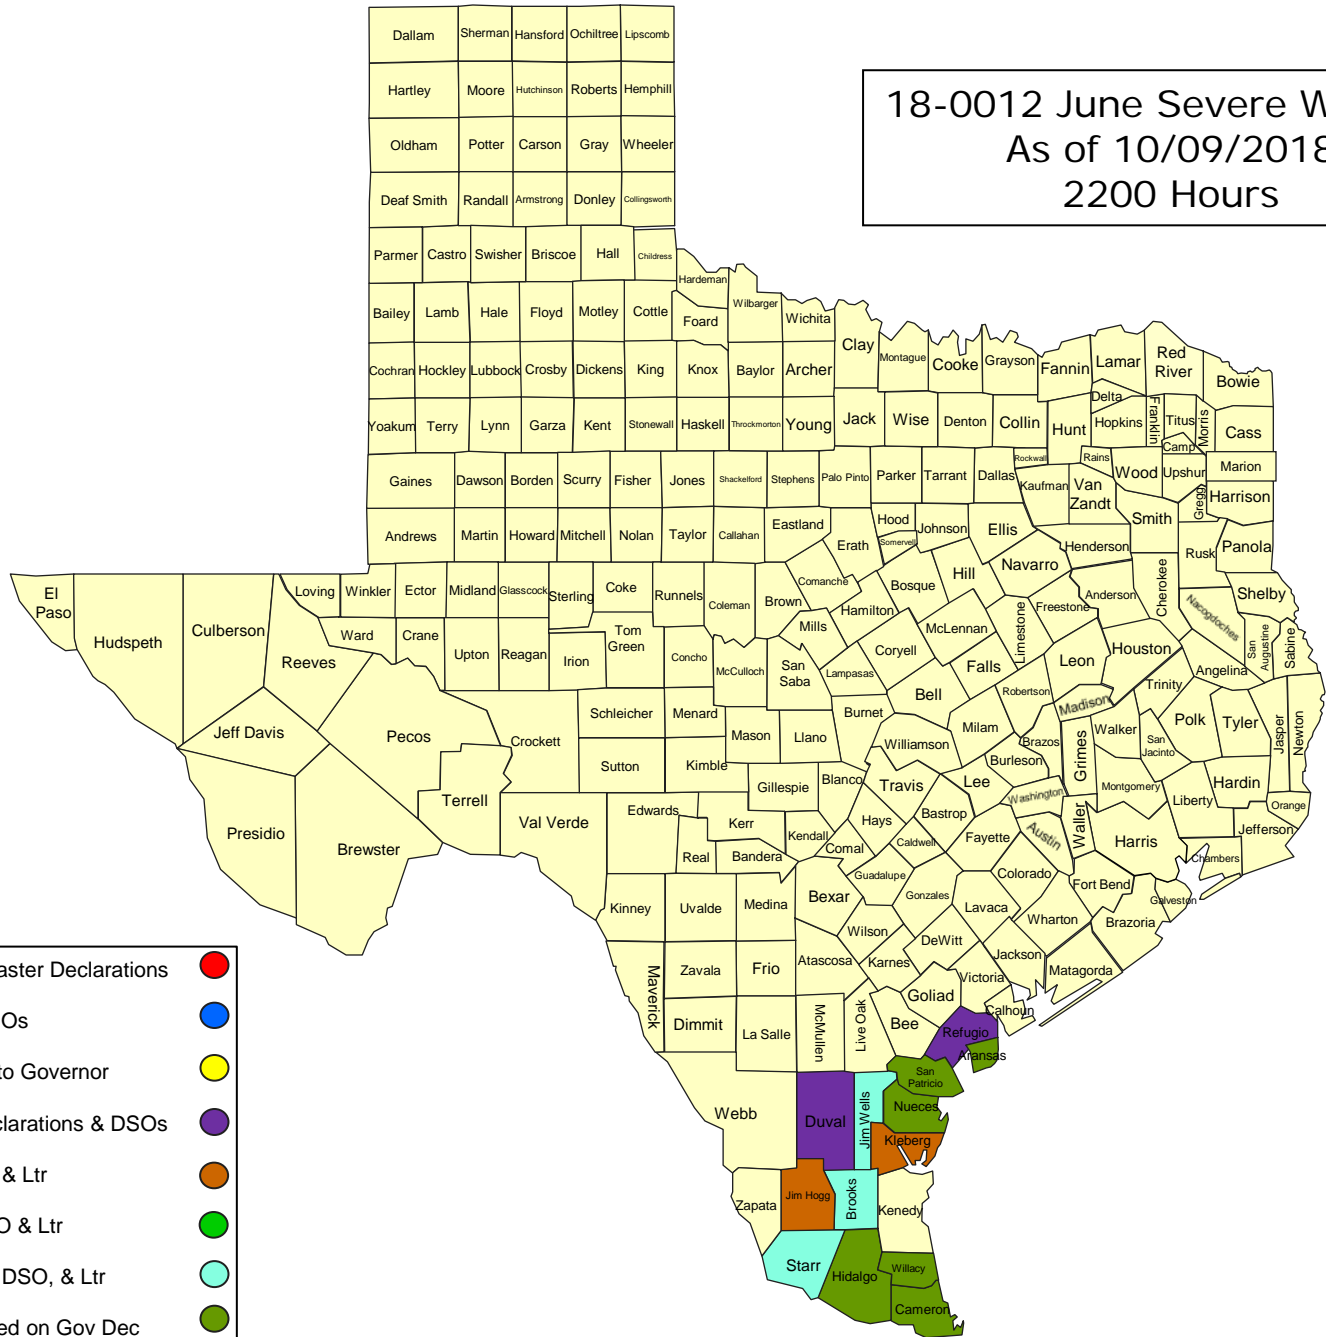 Dallam Sherman Hansford Ochiltree Lipscomb
Hartley Moore Hutchinson Roberts Hemphill
18-0012 June Severe W
As of 10/09/2018
2200 Hours
Oldham Potter Carson Gray Wheeler
Deaf Smith Randall Armstrong Donley Collingsworth
Parmer Castro Swisher Briscoe Hall Childress
Hardeman
Wilbarger
Bailey Lamb Hale Floyd Motley Cottle Foard Wichita
Clay Montague Cooke Grayson Fannin Lamar Red
River
Bowie
Cochran Hockley Lubbock Crosby Dickens King Knox Baylor Archer
Delta
Yoakum Terry Lynn Garza Kent Stonewall Haskell Throckmorton Young Jack Wise Denton Collin Hunt Hopkins Franklin Titus Morris Cass
Camp
Gaines Dawson Borden Scurry Fisher Jones Shackelford Stephens Palo Pinto Parker Tarrant Dallas Rockwall Kaufman Rains Van
Zandt
Wood Upshur Marion
Gregg Harrison
Andrews Martin Howard Mitchell Nolan Taylor Callahan Eastland Erath Hood Somervell Johnson Ellis Henderson Smith Rusk Panola
El
Paso
Hudspeth Culberson Loving Winkler Ector Midland Glasscock Sterling Coke Runnels Coleman Brown Comanche Hamilton Bosque Hill Navarro Freestone Anderson Cherokee Nacogdoches Shelby
Reeves Ward Crane Upton Reagan Irion Tom
Green
Concho McCulloch San
Saba
Mills Lampasas Coryell McLennan Limestone Falls Leon Houston Angelina San
Augustine
Sabine
Jeff Davis Pecos Crockett Schleicher Menard Mason Llano Burnet Bell Milam Robertson Madison Trinity
Walker San
Jacinto
Polk Tyler Jasper Newton
Presidio Brewster Terrell Val Verde Sutton Kimble Gillespie Blanco Williamson Travis Lee Burleson Brazos Grimes Washington Montgomery Liberty Hardin Orange
Edwards Kerr Kendall Comal Hays Bastrop Caldwell Fayette Austin Waller Harris Jefferson Chambers
Real Bandera Guadalupe Gonzales Colorado Fort Bend Galveston
Kinney Uvalde Medina Bexar Wilson Lavaca Wharton Brazoria
Maverick Zavala Frio Atascosa Karnes DeWitt Jackson Matagorda
Victoria
Dimmit La Salle McMullen Live Oak Bee Goliad Calhoun
Refugio
Aransas
San
Patricio
Webb Duval Jim Wells Nueces
Kleberg
Zapata Jim Hogg Brooks Kenedy
Starr Hidalgo Willacy
Cameron
aster Declarations
Os
to Governor
clarations & DSOs
& Ltr
O & Ltr
DSO, & Ltr
ed on Gov Dec